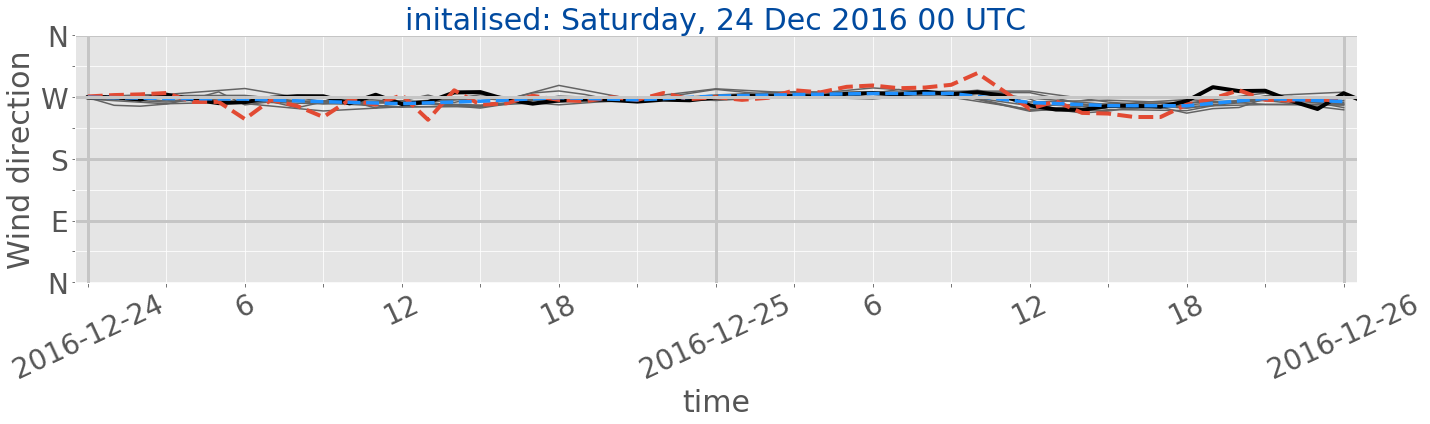 initalised: Saturday, 24 Dec 2016 00 UTC
N
W
S
E
N
Wind direction
2016-12-24 6 12 18 2016-12-25 6 12 18 2016-12-26
time